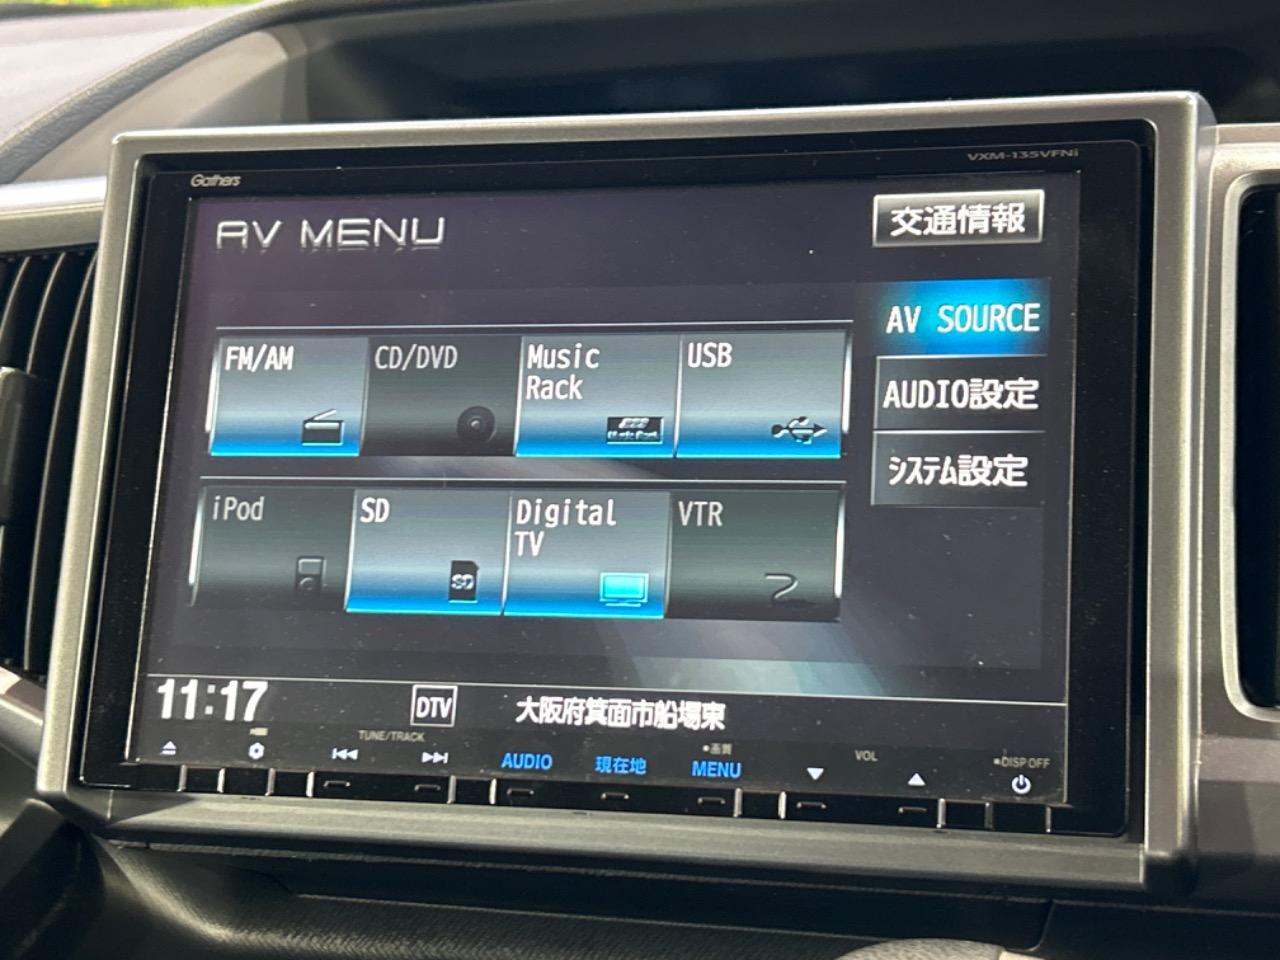 Gathers
VXM-135VFNi
AV MENU
交通情報
AV SOURCE
FM/AM
CD/DVD
Music
Rack
USB
AUDIO設定
システム設定
iPod
SD
SD
Digital
TV
VTR
11:17
DTV
大阪府箕面市船場東
TUNE/TRACK
AUDIO
現在地
●画質
MENU
VOL
●DISP OFF